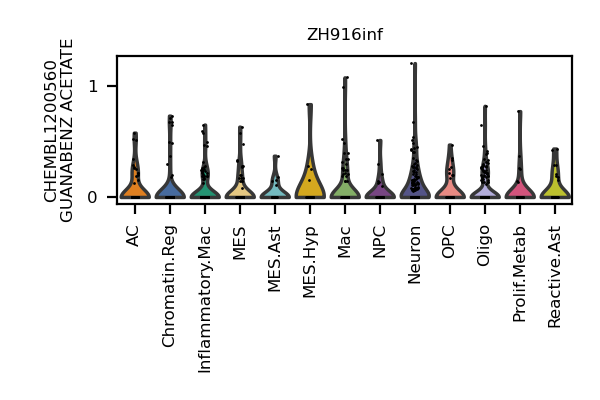 ZH916inf
CHEMBL1200560
GUANABENZ ACETATE
1
0
AC
Chromatin.Reg
Inflammatory.Mac
MES
MES.Ast
MES.Hyp
Mac
NPC
Neuron
OPC
Oligo
Prolif.Metab
Reactive.Ast